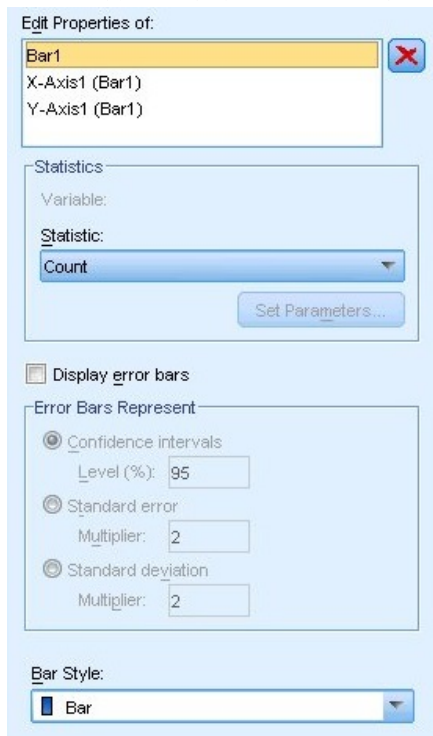 Edit Properties of:
Bar1
X-Axis1 (Bar1)
Y-Axis1 (Bar1)
Statistics
Variable:
Statistic:
Count
Set Parameters...
Display error bars
Error Bars Represent
Confidence intervals
Level (%): 95
Standard error
Multiplier: 2
Standard deviation
Multiplier: 2
Bar Style:
Bar